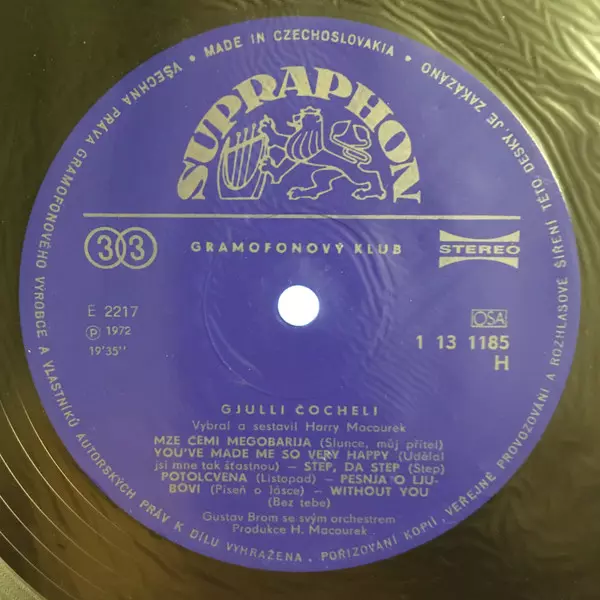 VŠECHNA PRÁVA GRAMOFONOVÉHO VÝROBCE A VLASTNÍKŮ AUTORSKÝCH PRÁV K DÍLU VYHRAŽENA. POŘIZOVÁNÍ KOPIÍ, VEŘEJNÉ PROVOZOVÁNÍ A ROZHLASOVÉ ŠÍŘENÍ TÉTO DESKY JE ZAKÁZÁNO
• MADE IN CZECHOSLOVAKIA •
SUPRAPHON
33
GRAMOFONOVÝ KLUB
STEREO
E 2217
Ⓟ 1972
19'35"
OSA
1 13 1185
H
GJULLI ČOCHELI
Vybral a sestavil Harry Macourek
MZE ČEMI MEGOBARIJA (Slunce, můj přítel)
YOU'VE MADE ME SO VERY HAPPY (Udělal
jsi mne tak šťastnou) – STEP, DA STEP (Step)
POTOLCVENA (Listopad) – PESNJA O LJU-
BOVI (Píseň o lásce) – WITHOUT YOU
(Bez tebe)
Gustav Brom se svým orchestrem
Produkce H. Macourek